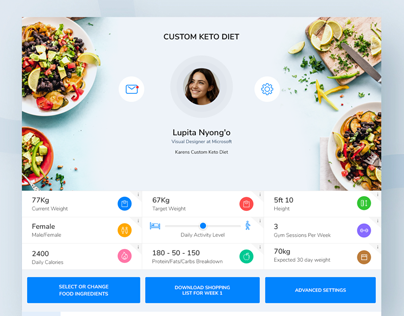 CUSTOM KETO DIET
Lupita Nyong'o
Visual Designer at Microsoft
Karens Custom Keto Diet
77Kg
Current Weight
67Kg
Target Weight
5ft 10
Height
Female
Male/Female
Daily Activity Level
3
Gym Sessions Per Week
2400
Daily Calories
180 - 50 - 150
Protein/Fats/Carbs Breakdown
70kg
Expected 30 day weight
SELECT OR CHANGE
FOOD INGREDIENTS
DOWNLOAD SHOPPING
LIST FOR WEEK 1
ADVANCED SETTINGS